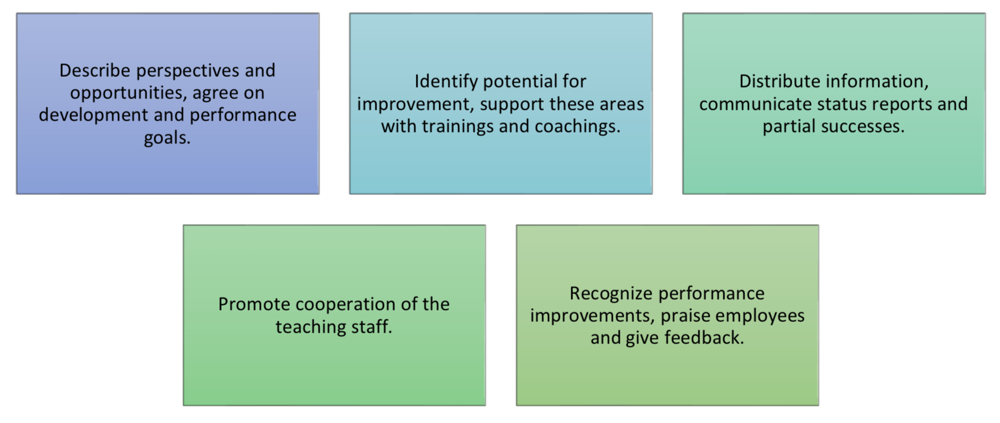 Describe perspectives and
opportunities, agree on
development and performance
goals.
Identify potential for
improvement, support these areas
with trainings and coachings.
Distribute information,
communicate status reports and
partial successes.
Promote cooperation of the
teaching staff.
Recognize performance
improvements, praise employees
and give feedback.